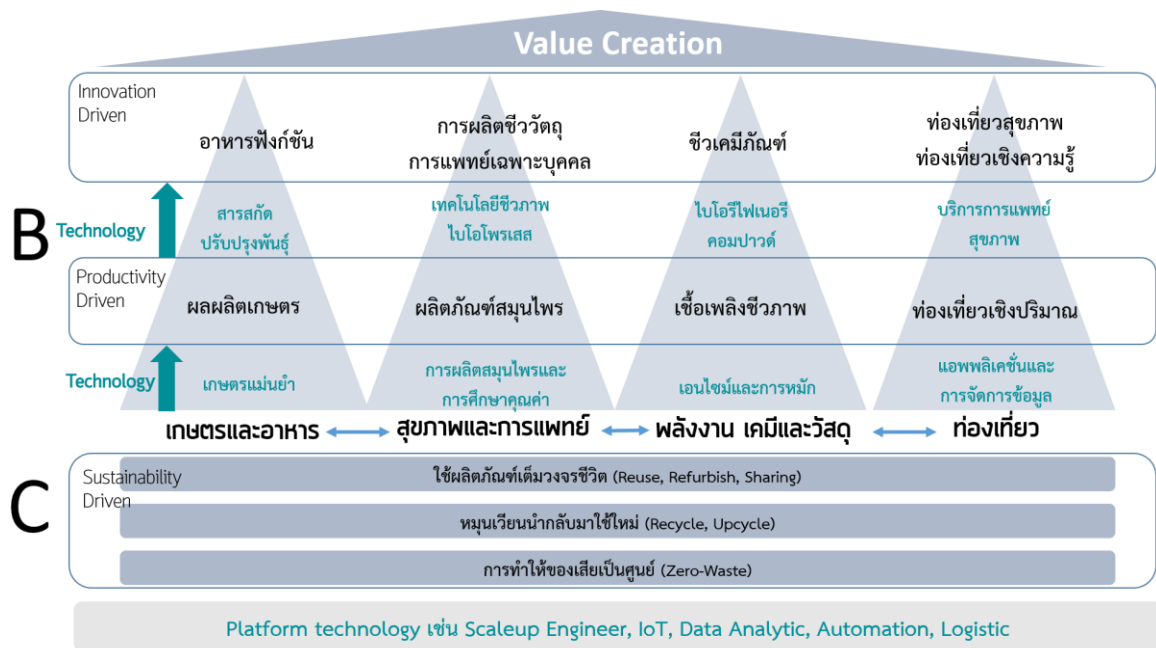 Value Creation
Innovation
Driven
อาหารฟังก์ชัน
การผลิตชีววัตถุ
การแพทย์เฉพาะบุคคล
ชีวเคมีภัณฑ์
ท่องเที่ยวสุขภาพ
ท่องเที่ยวเชิงความรู้
B
Technology
สารสกัด
ปรับปรุงพันธุ์
เทคโนโลยีชีวภาพ
ไบโอโพรเสส
ไบโอรีไฟเนอรี
คอมปาวด์
บริการการแพทย์
สุขภาพ
Productivity
Driven
ผลผลิตเกษตร
ผลิตภัณฑ์สมุนไพร
เชื้อเพลิงชีวภาพ
ท่องเที่ยวเชิงปริมาณ
Technology
เกษตรแม่นยำ
การผลิตสมุนไพรและ
การศึกษาคุณค่า
เอนไซม์และการหมัก
แอพพลิเคชั่นและ
การจัดการข้อมูล
เกษตรและอาหาร
สุขภาพและการแพทย์
พลังงาน เคมีและวัสดุ
ท่องเที่ยว
C
Sustainability
Driven
ใช้ผลิตภัณฑ์เต็มวงจรชีวิต (Reuse, Refurbish, Sharing)
หมุนเวียนนำกลับมาใช้ใหม่ (Recycle, Upcycle)
การทำให้ของเสียเป็นศูนย์ (Zero-Waste)
Platform technology เช่น Scaleup Engineer, IoT, Data Analytic, Automation, Logistic